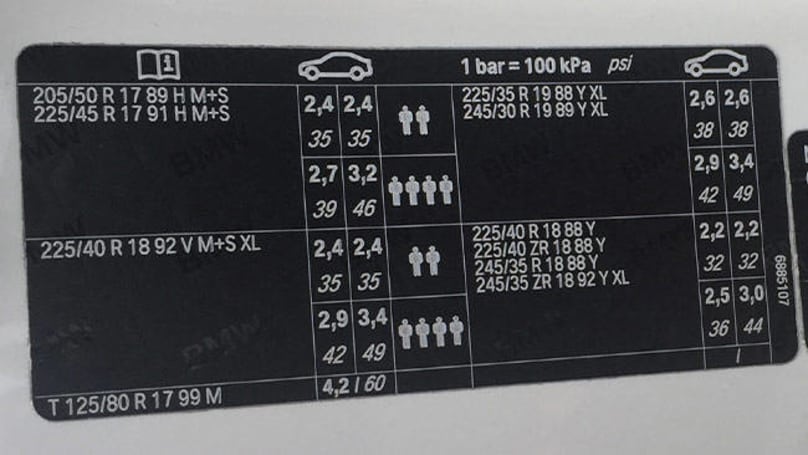 i
1 bar = 100 kPa psi
205/50 R 17 89 H M+S
225/45 R 17 91 H M+S
2,4 2,4
35 35
2,7 3,2
39 46
225/35 R 19 88 Y XL
245/30 R 19 89 Y XL
2,6 2,6
38 38
2,9 3,4
42 49
225/40 R 18 92 V M+S XL
2,4 2,4
35 35
2,9 3,4
42 49
225/40 R 18 88 Y
225/40 ZR 18 88 Y
245/35 R 18 88 Y
245/35 ZR 18 92 Y XL
2,2 2,2
32 32
2,5 3,0
36 44
T 125/80 R 17 99 M
4,2 / 60
/
6885107
BMW
BMW